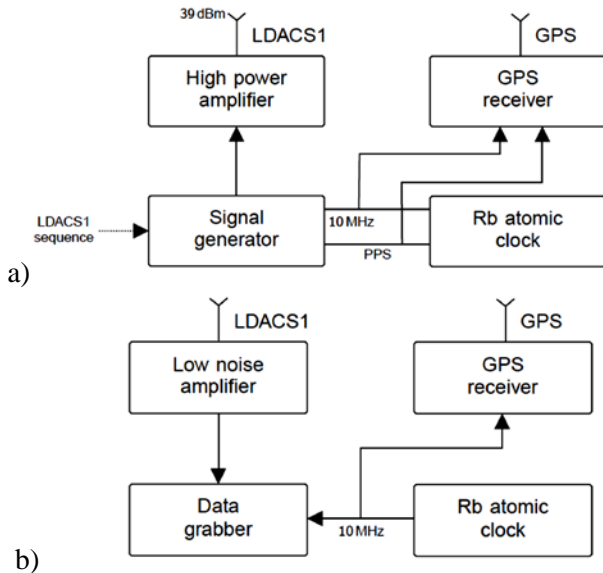 39 dBm
LDACS1
GPS
High power
amplifier
GPS
receiver
LDACS1
sequence
Signal
generator
10 MHz
PPS
Rb atomic
clock
a)
LDACS1
GPS
Low noise
amplifier
GPS
receiver
Data
grabber
10 MHz
Rb atomic
clock
b)